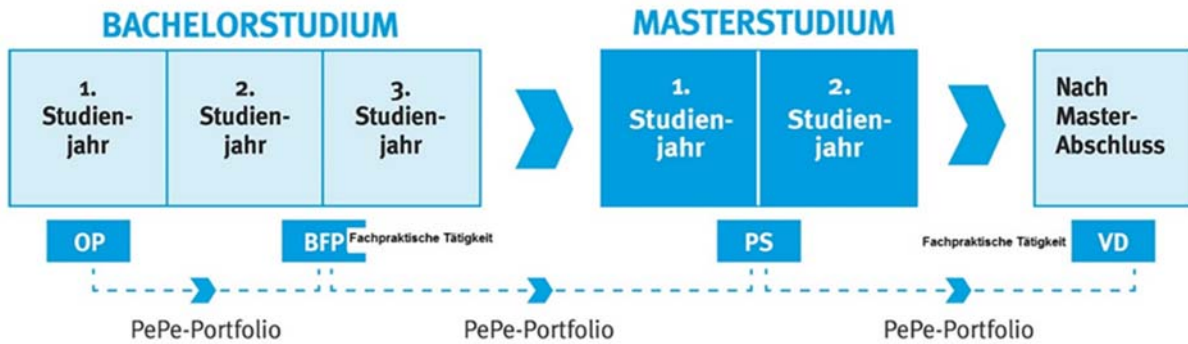 BACHELORSTUDIUM
MASTERSTUDIUM
1.
Studien-
jahr
2.
Studien-
jahr
3.
Studien-
jahr
1.
Studien-
jahr
2.
Studien-
jahr
Nach
Master-
Abschluss
OP
BFP
Fachpraktische Tätigkeit
PS
Fachpraktische Tätigkeit
VD
PePe-Portfolio
PePe-Portfolio
PePe-Portfolio